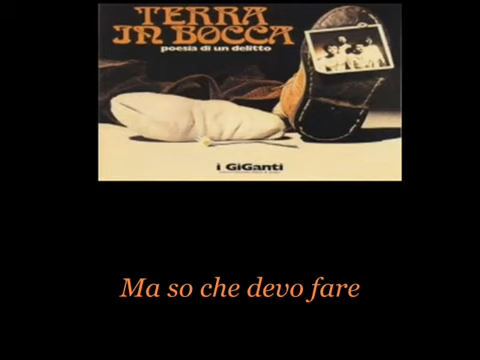 TERRA
IN BOCCA
poesia di un delitto
i GiGanti
Ma so che devo fare